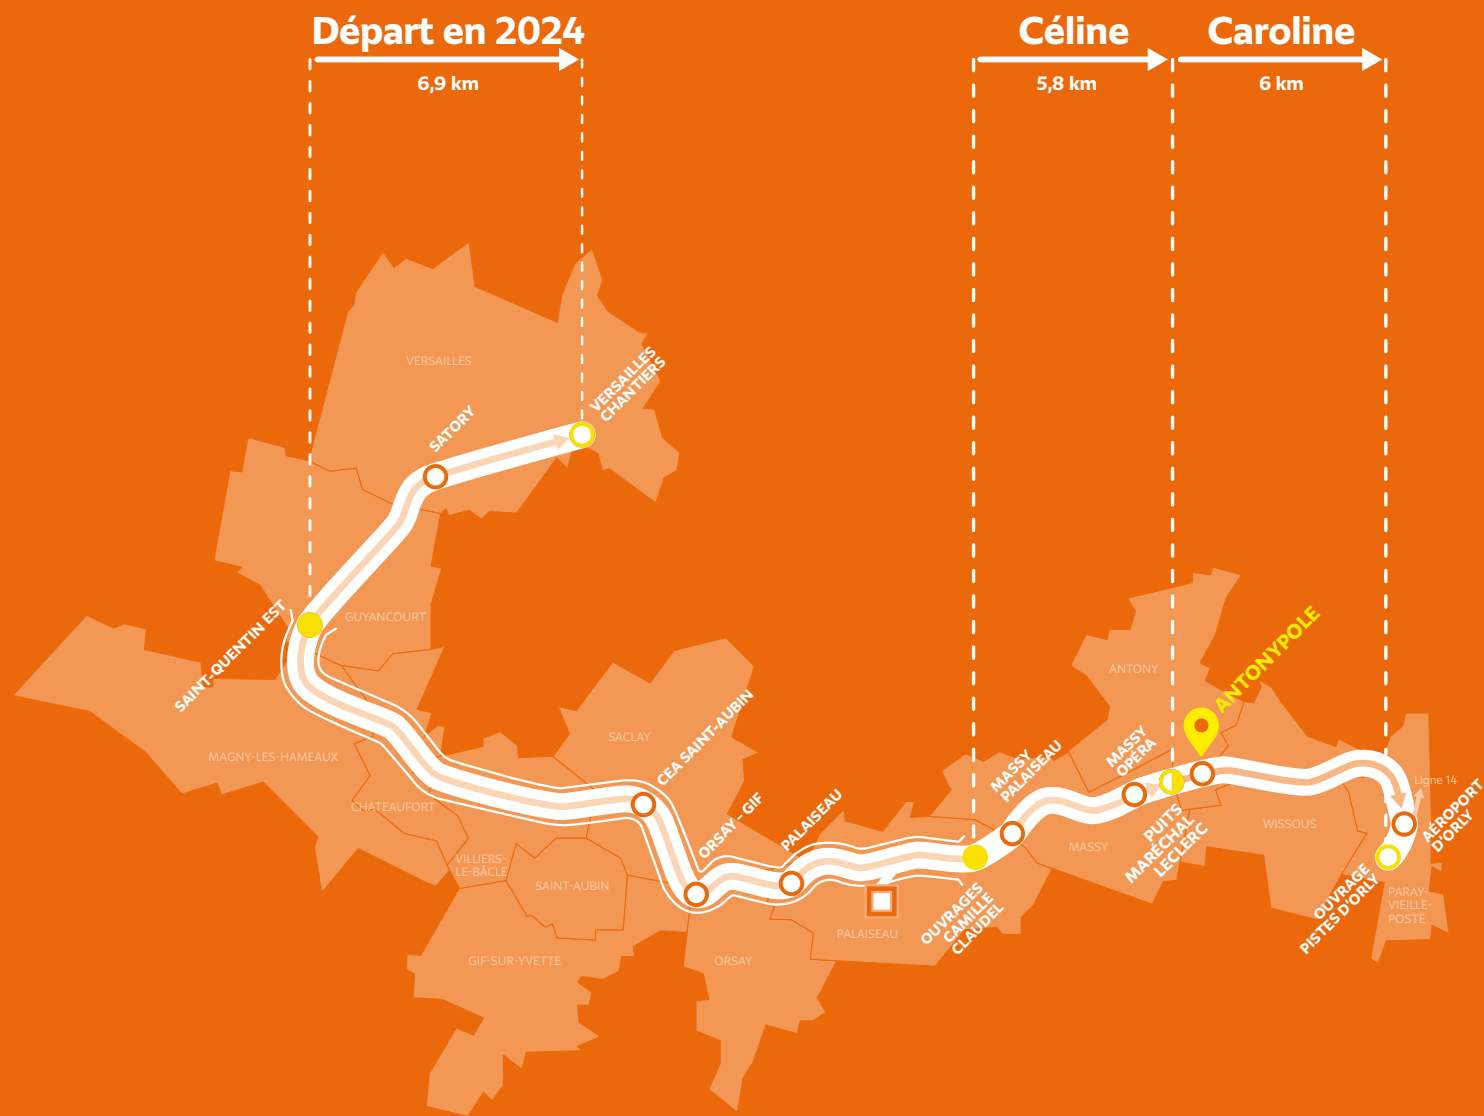 Départ en 2024
6,9 km
Céline
5,8 km
Caroline
6 km
VERSAILLES
VERSAILLES
CHANTIERS
SATORY
GUYANCOURT
SAINT-QUENTIN EST
MAGNY-LES-HAMEAUX
CHATEAUFORT
VILLIERS-
LE-BÂCLE
SAINT-AUBIN
GIF-SUR-YVETTE
SACLAY
CEA SAINT-AUBIN
ORSAY - GIF
PALAISEAU
ORSAY
PALAISEAU
OUVRAGES
CAMILLE
CLAUDEL
MASSY
PALAISEAU
MASSY
OPÉRA
MASSY
ANTONY
ANTONYPOLE
PUITS
MARÉCHAL
LECLERC
WISSOUS
Ligne 14
AÉROPORT
D'ORLY
OUVRAGE
PISTES D'ORLY
PARAY-
VIEILLE-
POSTE